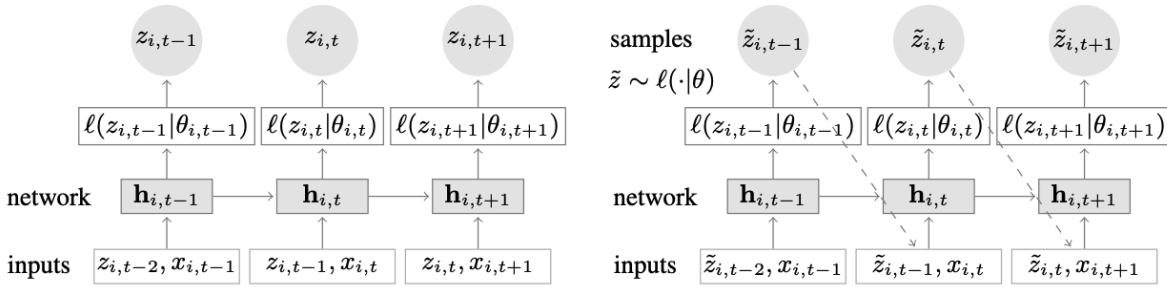 z_{i,t−1} z_{i,t} z_{i,t+1}
ℓ(z_{i,t−1}|θ_{i,t−1}) ℓ(z_{i,t}|θ_{i,t}) ℓ(z_{i,t+1}|θ_{i,t+1})
network h_{i,t−1} h_{i,t} h_{i,t+1}
inputs z_{i,t−2}, x_{i,t−1} z_{i,t−1}, x_{i,t} z_{i,t}, x_{i,t+1}
samples z̃_{i,t−1} z̃_{i,t} z̃_{i,t+1}
z̃ ∼ ℓ(·|θ)
ℓ(z_{i,t−1}|θ_{i,t−1}) ℓ(z_{i,t}|θ_{i,t}) ℓ(z_{i,t+1}|θ_{i,t+1})
network h_{i,t−1} h_{i,t} h_{i,t+1}
inputs z̃_{i,t−2}, x_{i,t−1} z̃_{i,t−1}, x_{i,t} z̃_{i,t}, x_{i,t+1}